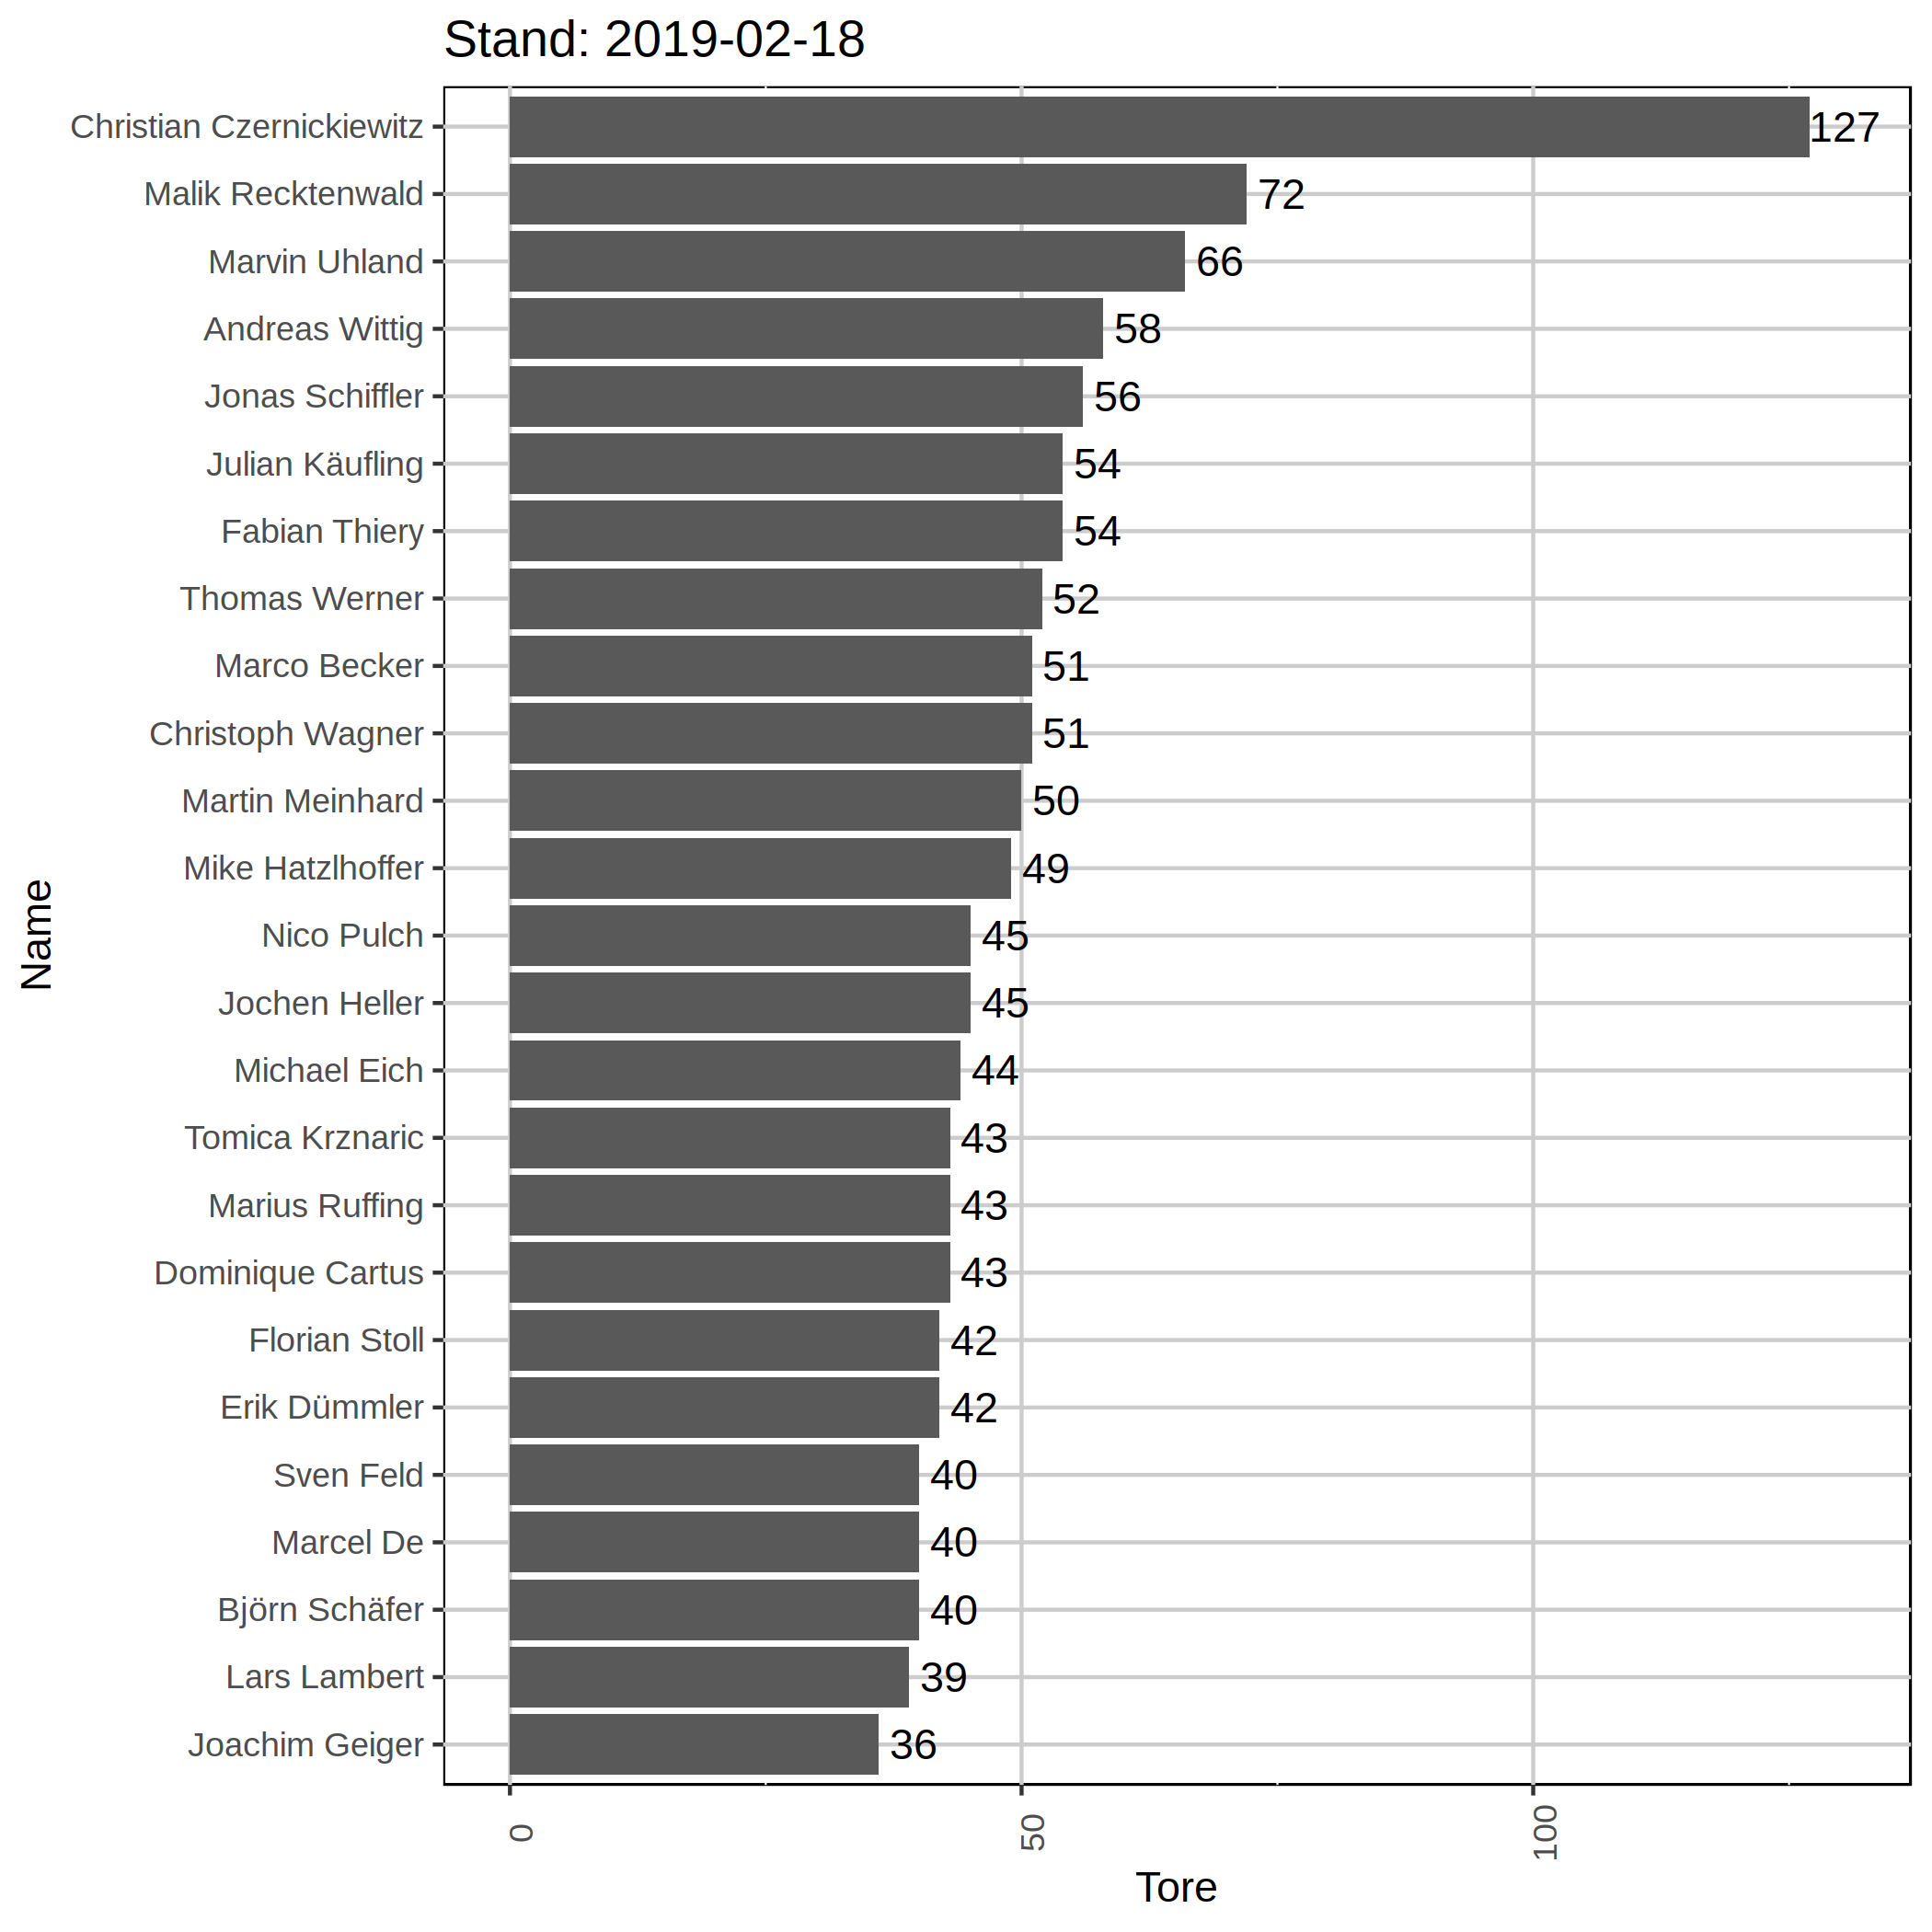 Stand: 2019-02-18
Christian Czernickiewitz 127
Malik Recktenwald 72
Marvin Uhland 66
Andreas Wittig 58
Jonas Schiffler 56
Julian Käufling 54
Fabian Thiery 54
Thomas Werner 52
Marco Becker 51
Christoph Wagner 51
Martin Meinhard 50
Mike Hatzlhoffer 49
Nico Pulch 45
Jochen Heller 45
Michael Eich 44
Tomica Krznaric 43
Marius Ruffing 43
Dominique Cartus 43
Florian Stoll 42
Erik Dümmler 42
Sven Feld 40
Marcel De 40
Björn Schäfer 40
Lars Lambert 39
Joachim Geiger 36
Name
0 50 100
Tore